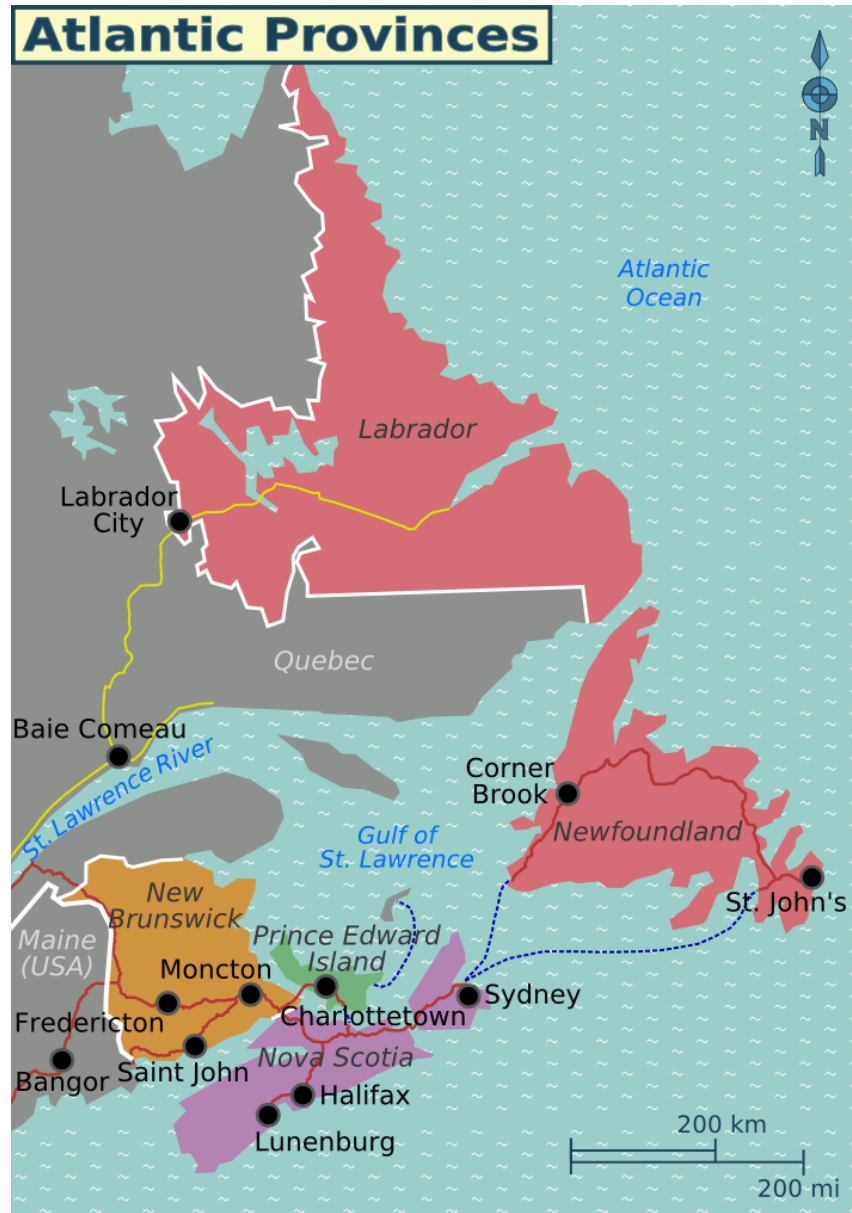 Atlantic Provinces
N
Atlantic
Ocean
Labrador
Labrador
City
Quebec
Baie Comeau
St. Lawrence River
Corner
Brook
Newfoundland
Gulf of
St. Lawrence
St. John's
New
Brunswick
Maine
(USA)
Prince Edward
Island
Moncton
Sydney
Fredericton
Charlottetown
Saint John
Nova Scotia
Bangor
Halifax
Lunenburg
200 km
200 mi